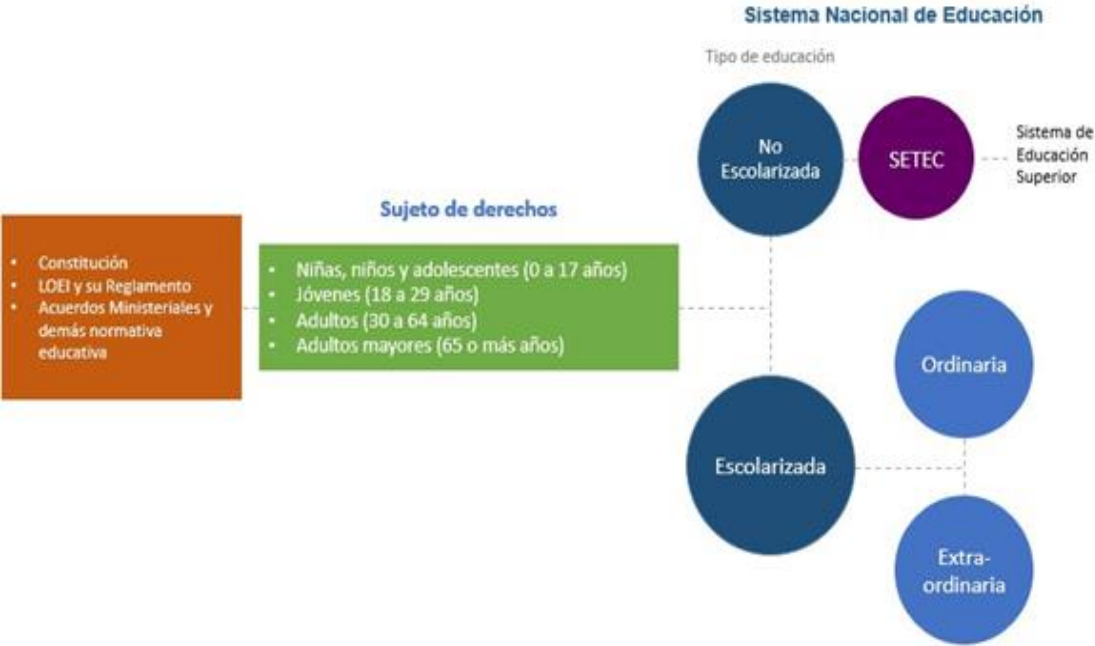 Sistema Nacional de Educación
Tipo de educación
No
Escolarizada
SETEC
Sistema de
Educación
Superior
Sujeto de derechos
• Constitución
• LOEI y su Reglamento
• Acuerdos Ministeriales y
demás normativa
educativa
• Niñas, niños y adolescentes (0 a 17 años)
• Jóvenes (18 a 29 años)
• Adultos (30 a 64 años)
• Adultos mayores (65 o más años)
Ordinaria
Escolarizada
Extra-
ordinaria